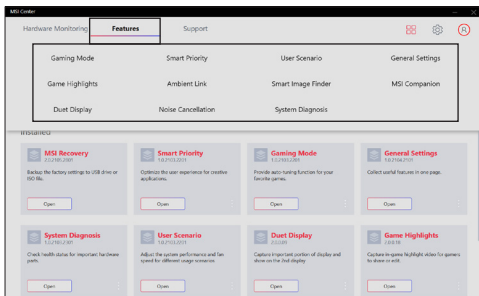 MSI Center
Hardware Monitoring Features Support
Gaming Mode Smart Priority User Scenario General Settings
Game Highlights Ambient Link Smart Image Finder MSI Companion
Duet Display Noise Cancellation System Diagnosis
Installed
MSI Recovery Smart Priority Gaming Mode General Settings
Backup the factory settings to USB drive or ISO file.
Optimize the user experience for creative applications.
Provide auto-tuning function for your favorite games.
Collect useful features in one page.
Open Open Open Open
System Diagnosis User Scenario Duet Display Game Highlights
Check health status for important hardware parts.
Adjust the system performance and fan speed for different usage scenarios.
Capture important portion of display and show on the 2nd display.
Capture in-game highlight video for gamers to share or edit.
Open Open Open Open